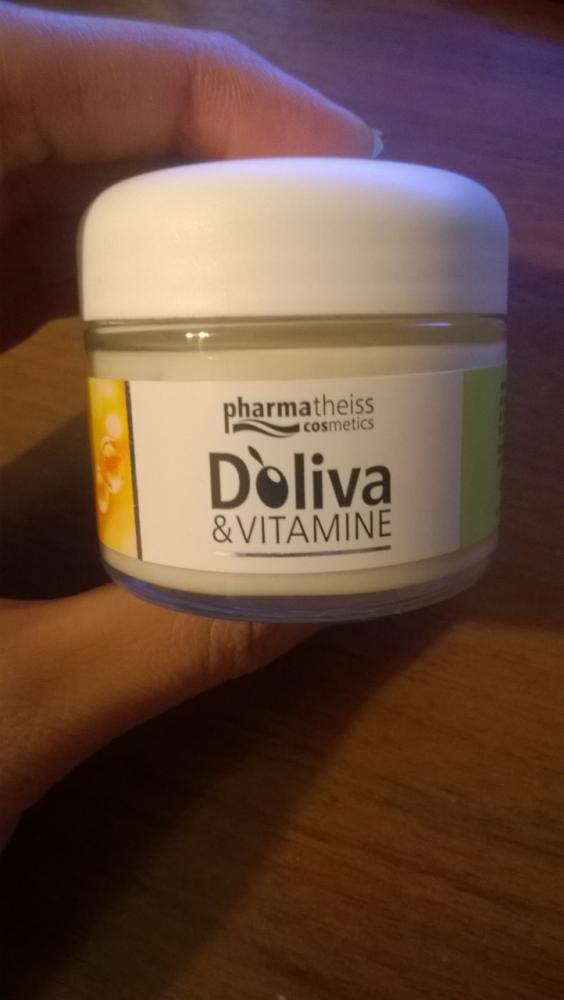 pharmatheiss
cosmetics
D'oliva
& VITAMINE